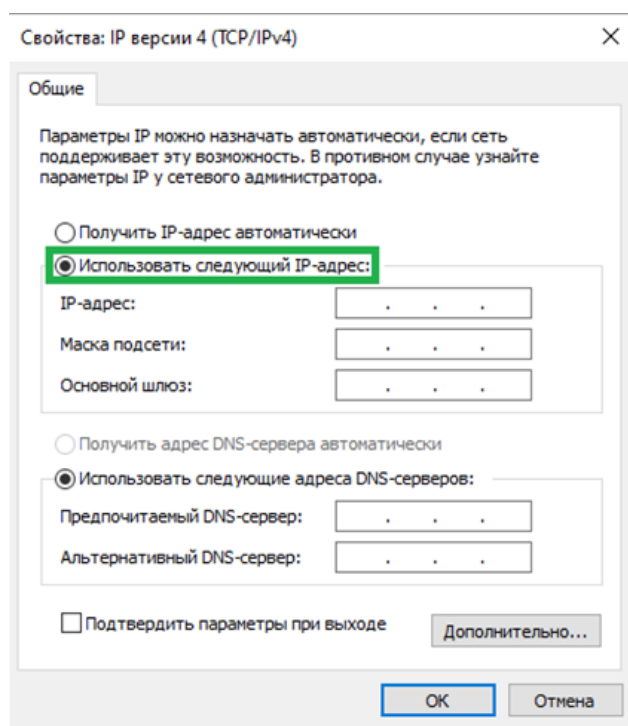 Свойства: IP версии 4 (TCP/IPv4)
Общие
Параметры IP можно назначать автоматически, если сеть
поддерживает эту возможность. В противном случае узнайте
параметры IP у сетевого администратора.
Получить IP-адрес автоматически
Использовать следующий IP-адрес:
IP-адрес:
Маска подсети:
Основной шлюз:
Получить адрес DNS-сервера автоматически
Использовать следующие адреса DNS-серверов:
Предпочитаемый DNS-сервер:
Альтернативный DNS-сервер:
Подтвердить параметры при выходе
Дополнительно...
ОК
Отмена